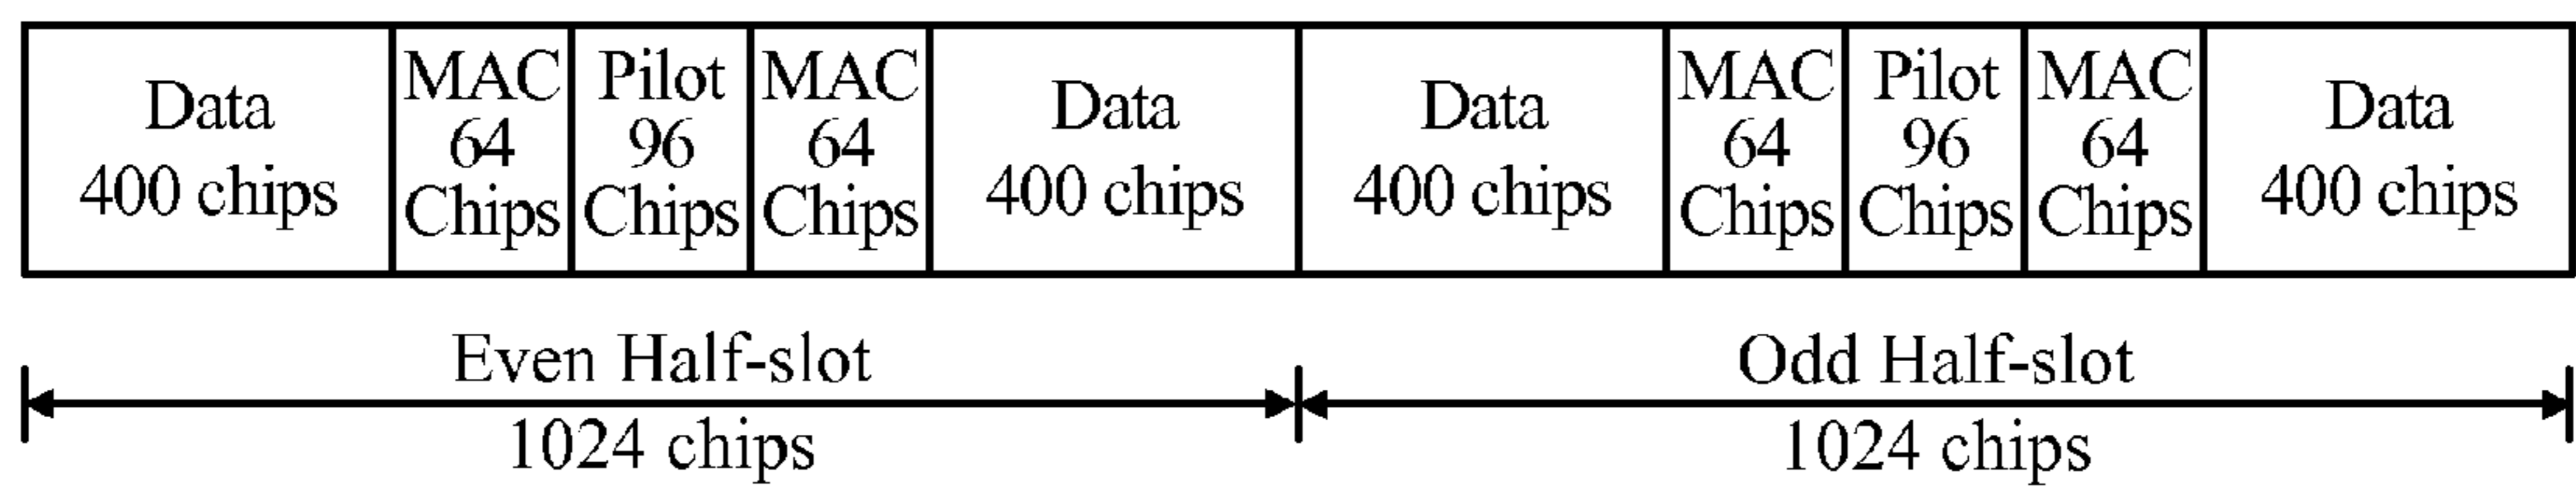 Data
400 chips
MAC
64
Chips
Pilot
96
Chips
MAC
64
Chips
Data
400 chips
Data
400 chips
MAC
64
Chips
Pilot
96
Chips
MAC
64
Chips
Data
400 chips
Even Half-slot
1024 chips
Odd Half-slot
1024 chips